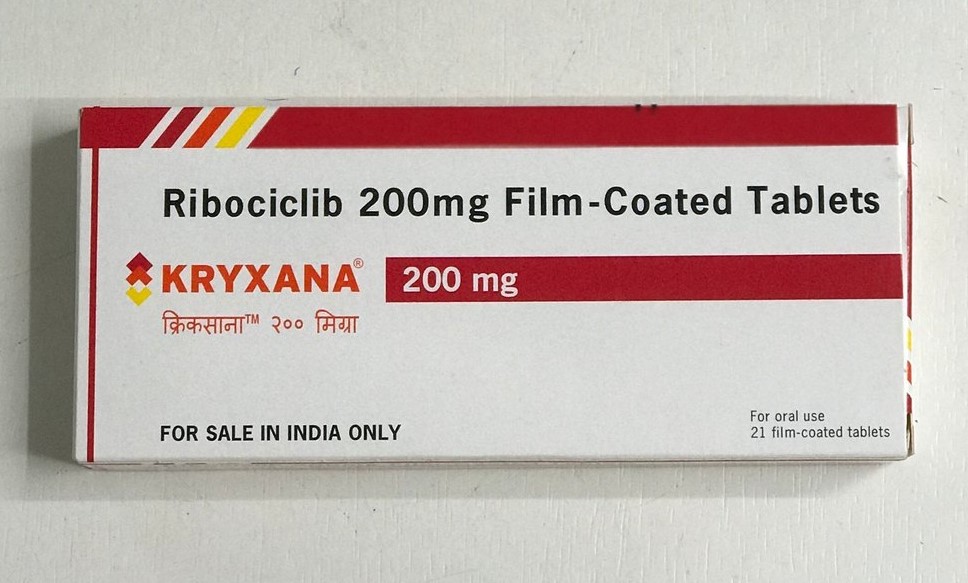 Ribociclib 200mg Film-Coated Tablets
KRYXANA® 200 mg
क्रिकसाना™ २०० मिग्रा
FOR SALE IN INDIA ONLY
For oral use
21 film-coated tablets